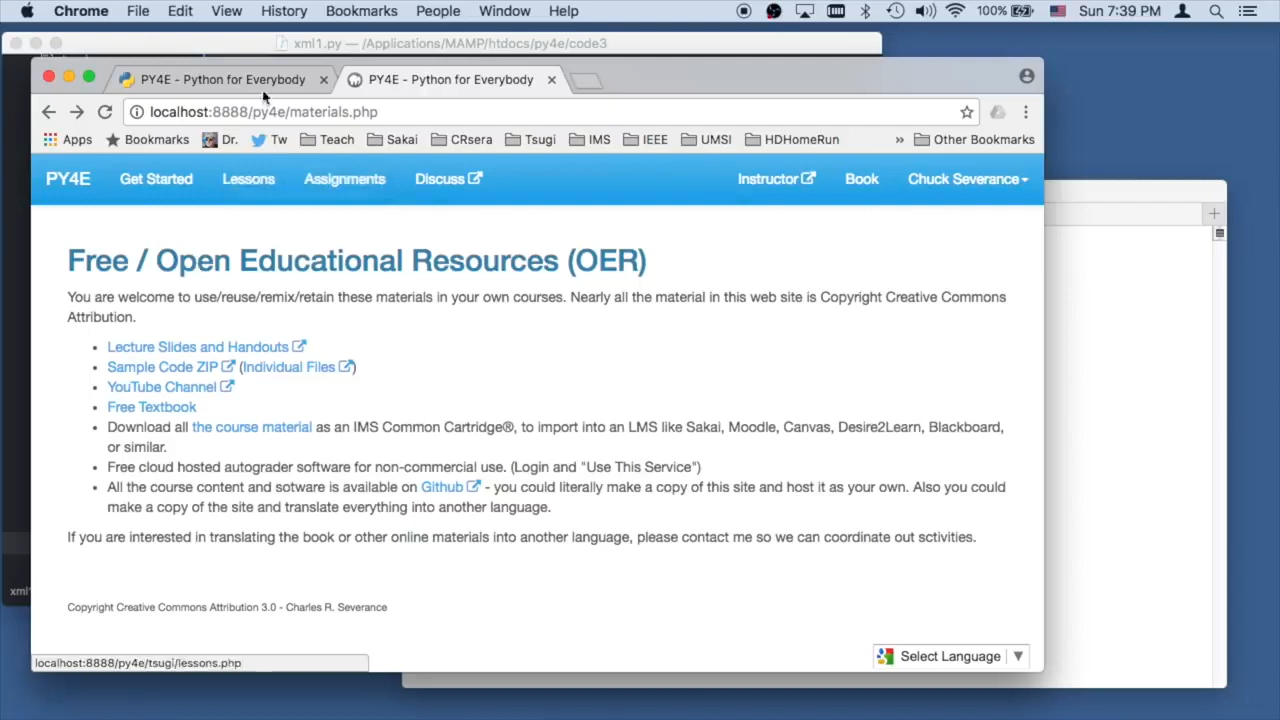 Chrome File Edit View History Bookmarks People Window Help 100% Sun 7:39 PM
xml1.py — /Applications/MAMP/htdocs/py4e/code3
PY4E - Python for Everybody PY4E - Python for Everybody
localhost:8888/py4e/materials.php
Apps Bookmarks Dr. Tw Teach Sakai CRsera Tsugi IMS IEEE UMSI HDHomeRun » Other Bookmarks
PY4E Get Started Lessons Assignments Discuss Instructor Book Chuck Severance
Free / Open Educational Resources (OER)
You are welcome to use/reuse/remix/retain these materials in your own courses. Nearly all the material in this web site is Copyright Creative Commons
Attribution.
• Lecture Slides and Handouts
• Sample Code ZIP (Individual Files)
• YouTube Channel
• Free Textbook
• Download all the course material as an IMS Common Cartridge®, to import into an LMS like Sakai, Moodle, Canvas, Desire2Learn, Blackboard,
or similar.
• Free cloud hosted autograder software for non-commercial use. (Login and "Use This Service")
• All the course content and sotware is available on Github - you could literally make a copy of this site and host it as your own. Also you could
make a copy of the site and translate everything into another language.
If you are interested in translating the book or other online materials into another language, please contact me so we can coordinate out sctivities.
xml
Copyright Creative Commons Attribution 3.0 - Charles R. Severance
Select Language
localhost:8888/py4e/tsugi/lessons.php